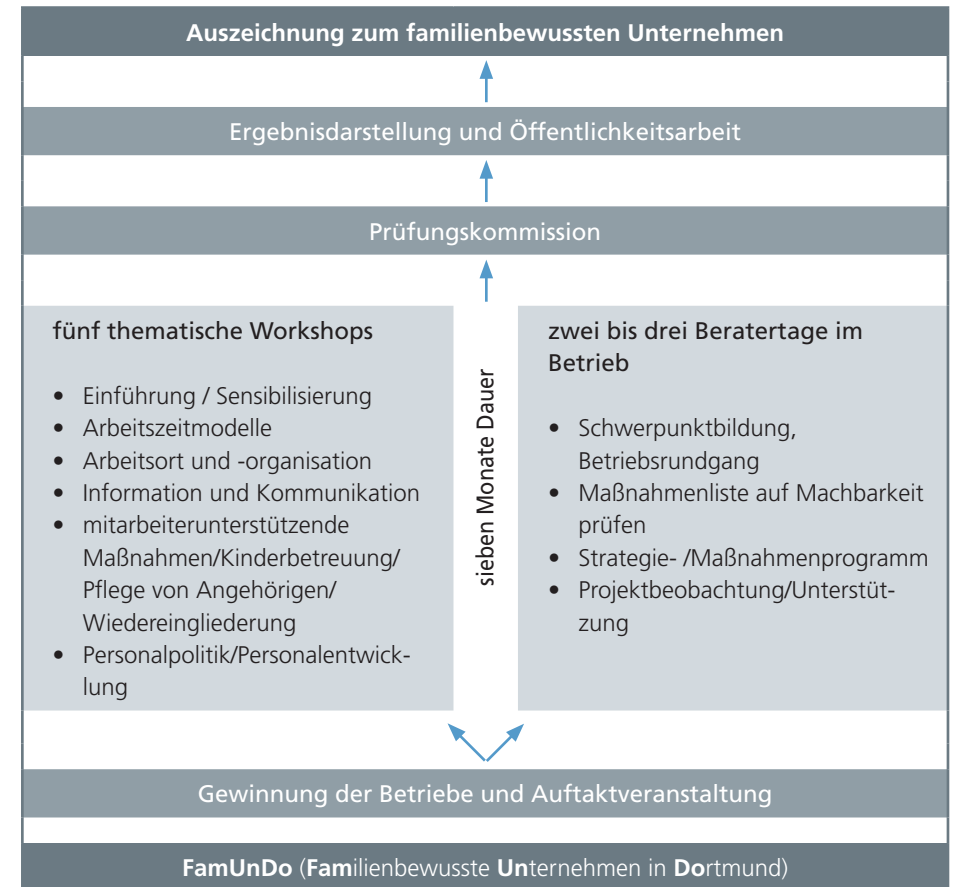 Auszeichnung zum familienbewussten Unternehmen
Ergebnisdarstellung und Öffentlichkeitsarbeit
Prüfungskommission
fünf thematische Workshops
• Einführung / Sensibilisierung
• Arbeitszeitmodelle
• Arbeitsort und -organisation
• Information und Kommunikation
• mitarbeiterunterstützende
Maßnahmen/Kinderbetreuung/
Pflege von Angehörigen/
Wiedereingliederung
• Personalpolitik/Personalentwick-
lung
sieben Monate Dauer
zwei bis drei Beratertage im
Betrieb
• Schwerpunktbildung,
Betriebsrundgang
• Maßnahmenliste auf Machbarkeit
prüfen
• Strategie- /Maßnahmenprogramm
• Projektbeobachtung/Unterstüt-
zung
Gewinnung der Betriebe und Auftaktveranstaltung
FamUnDo (Familienbewusste Unternehmen in Dortmund)